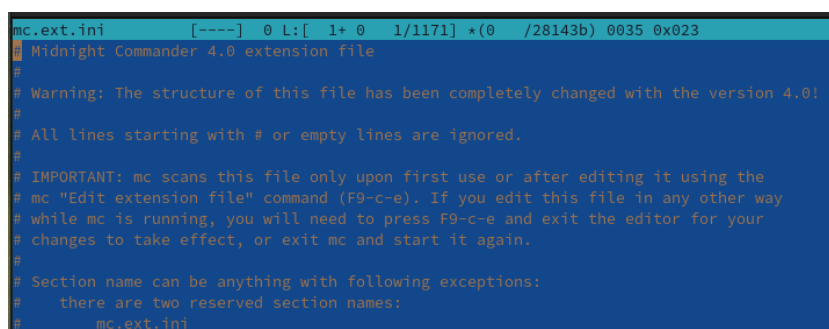 mc.ext.ini [----] 0 L:[ 1+ 0 1/1171] *(0 /28143b) 0035 0x023
# Midnight Commander 4.0 extension file
#
# Warning: The structure of this file has been completely changed with the version 4.0!
#
# All lines starting with # or empty lines are ignored.
#
# IMPORTANT: mc scans this file only upon first use or after editing it using the
# mc "Edit extension file" command (F9-c-e). If you edit this file in any other way
# while mc is running, you will need to press F9-c-e and exit the editor for your
# changes to take effect, or exit mc and start it again.
#
# Section name can be anything with following exceptions:
# there are two reserved section names:
# mc.ext.ini